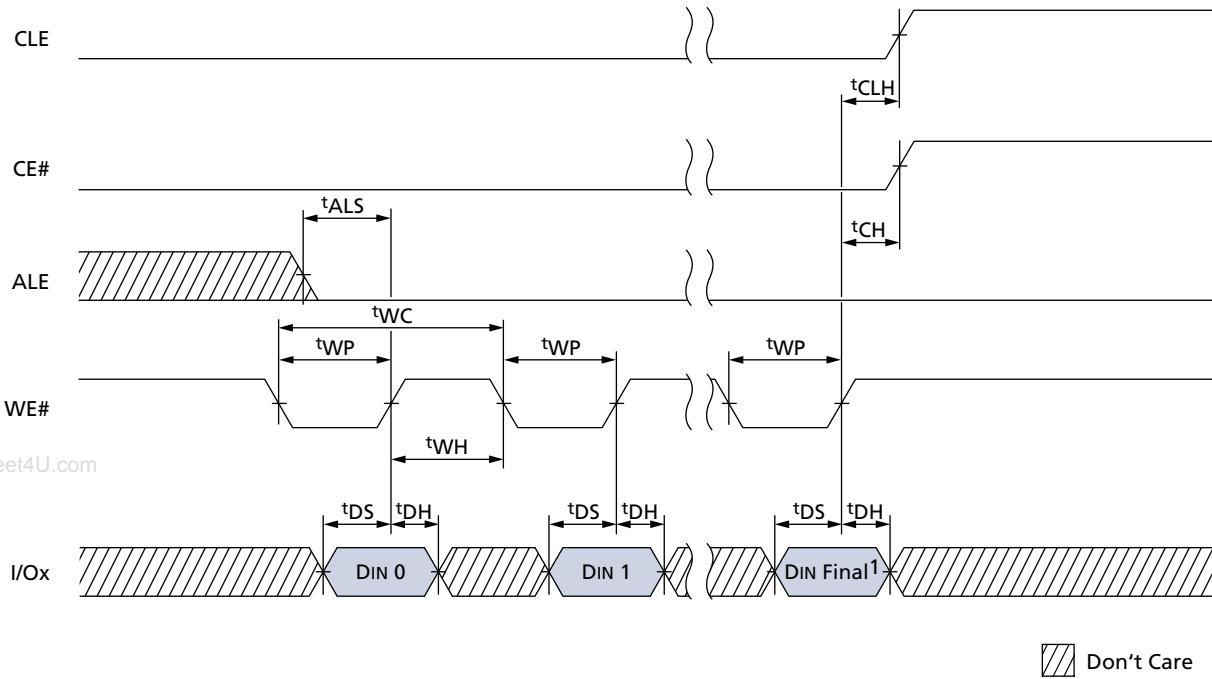 CLE
tCLH
CE#
tALS
tCH
ALE
tWC
tWP tWP tWP
WE#
tWH
eet4U.com
tDS tDH tDS tDH tDS tDH
I/Ox DIN 0 DIN 1 DIN Final1
Don't Care